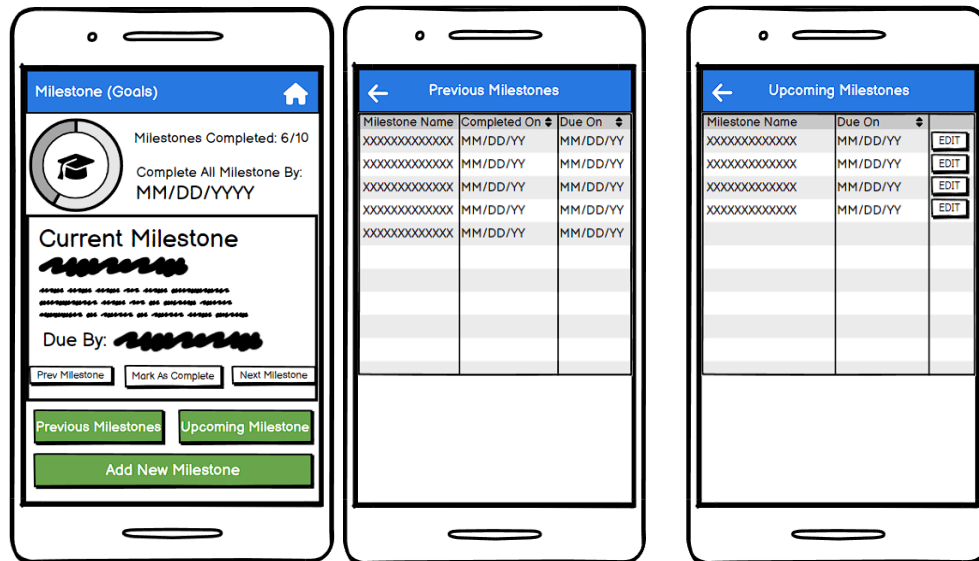 Milestone (Goals)
Milestones Completed: 6/10
Complete All Milestone By:
MM/DD/YYYY
Current Milestone
Due By:
Prev Milestone Mark As Complete Next Milestone
Previous Milestones Upcoming Milestone
Add New Milestone
Previous Milestones
Milestone Name Completed On Due On
XXXXXXXXXXXXX MM/DD/YY MM/DD/YY
XXXXXXXXXXXXX MM/DD/YY MM/DD/YY
XXXXXXXXXXXXX MM/DD/YY MM/DD/YY
XXXXXXXXXXXXX MM/DD/YY MM/DD/YY
XXXXXXXXXXXXX MM/DD/YY MM/DD/YY
Upcoming Milestones
Milestone Name Due On
XXXXXXXXXXXXX MM/DD/YY EDIT
XXXXXXXXXXXXX MM/DD/YY EDIT
XXXXXXXXXXXXX MM/DD/YY EDIT
XXXXXXXXXXXXX MM/DD/YY EDIT